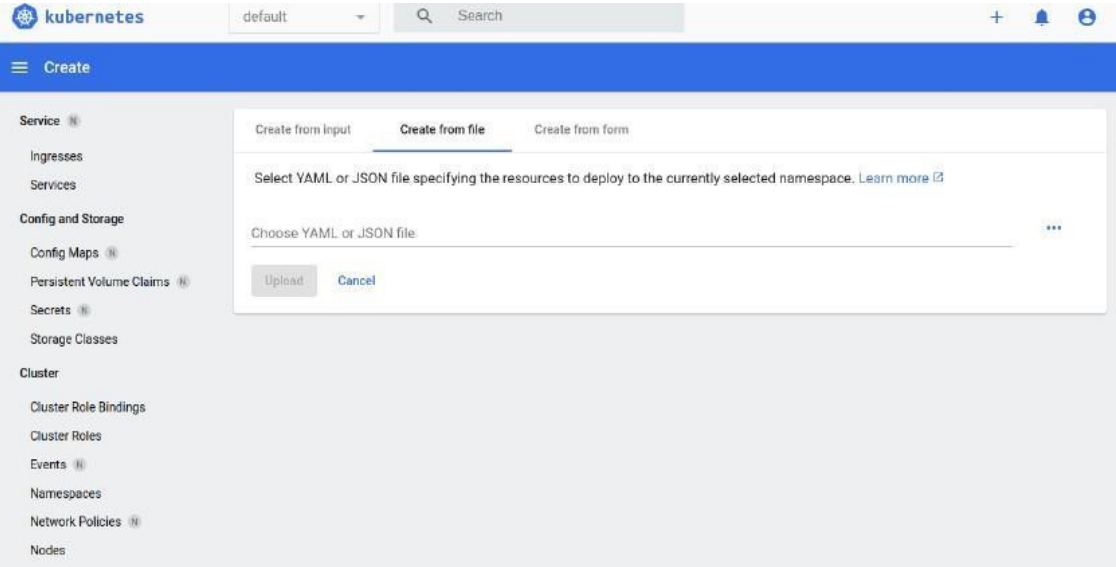 kubernetes
default
Search
Create
Service N
Ingresses
Services
Config and Storage
Config Maps N
Persistent Volume Claims N
Secrets N
Storage Classes
Cluster
Cluster Role Bindings
Cluster Roles
Events N
Namespaces
Network Policies N
Nodes
Create from input
Create from file
Create from form
Select YAML or JSON file specifying the resources to deploy to the currently selected namespace. Learn more
Choose YAML or JSON file
Upload
Cancel